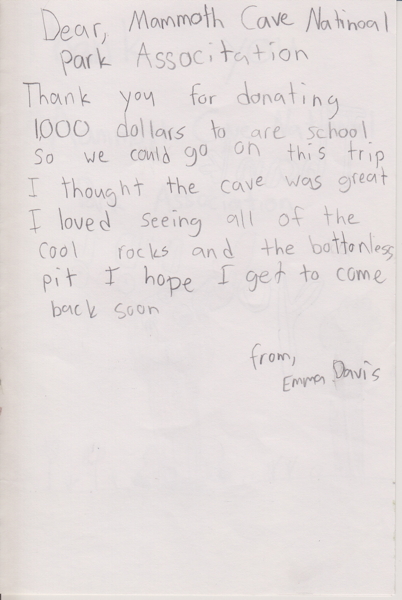 Dear, Mammoth Cave Natinoal
park Associtation
Thank you for donating
1000 dollars to are school
So we could go on this trip
I thought the cave was great
I loved seeing all of the
cool rocks and the bottonless
pit I hope I get to come
back soon
from,
Emma Davis